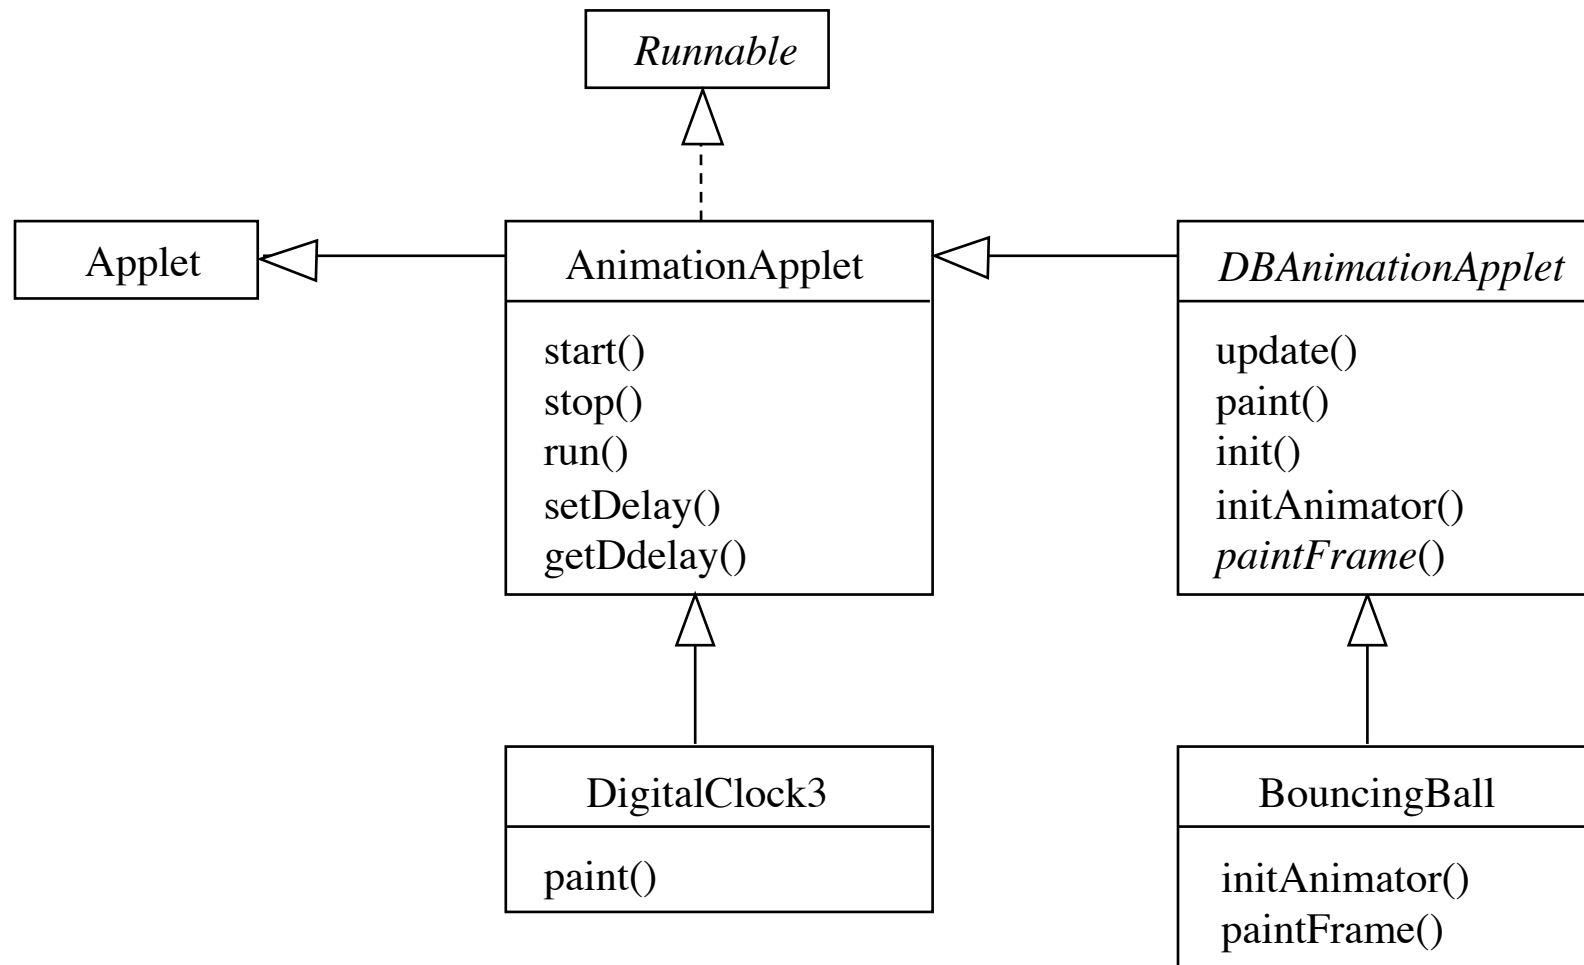 Runnable
Applet
AnimationApplet
start()
stop()
run()
setDelay()
getDdelay()
DBAnimationApplet
update()
paint()
init()
initAnimator()
paintFrame()
DigitalClock3
paint()
BouncingBall
initAnimator()
paintFrame()